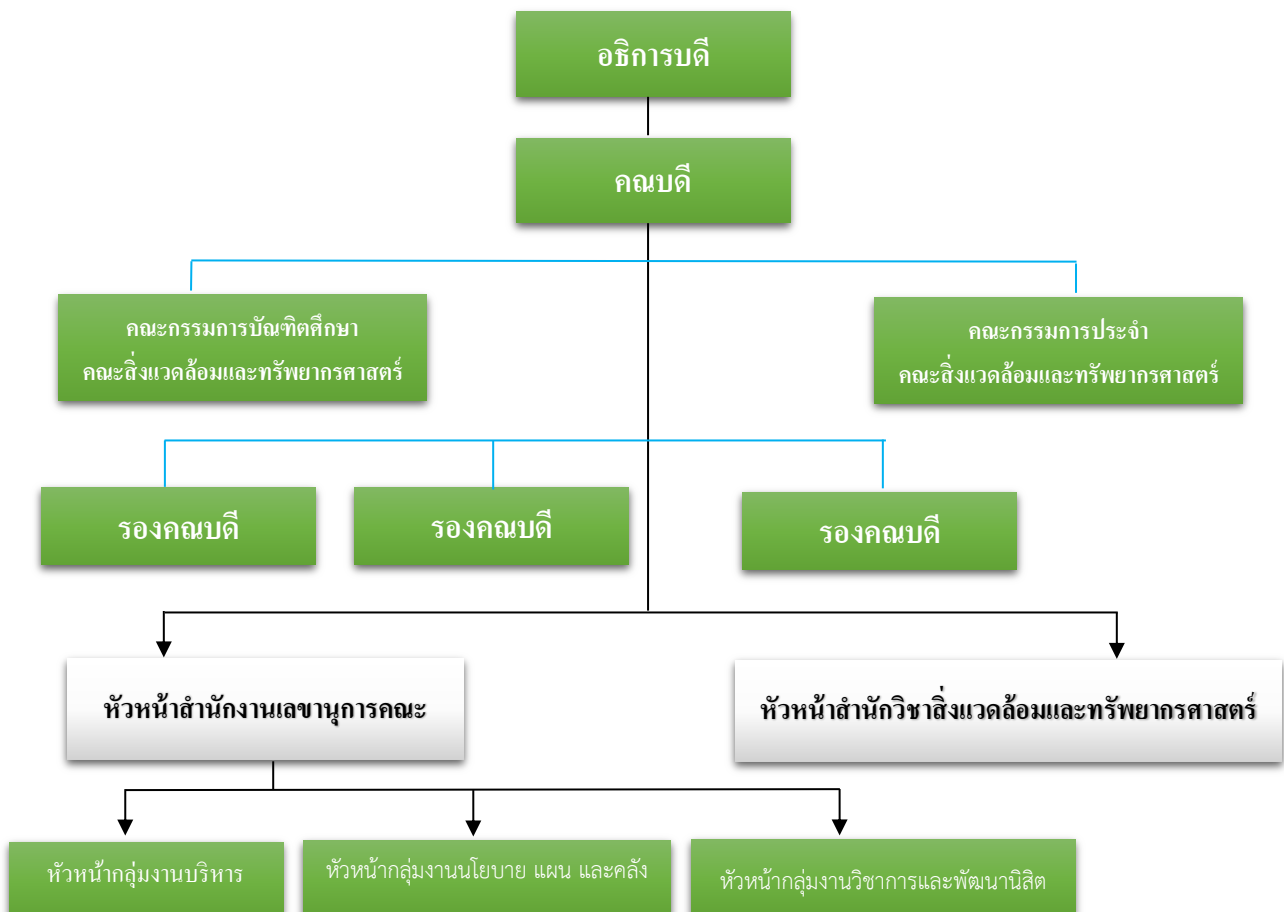 อธิการบดี
คณบดี
คณะกรรมการบัณฑิตศึกษา
คณะสิ่งแวดล้อมและทรัพยากรศาสตร์
คณะกรรมการประจำ
คณะสิ่งแวดล้อมและทรัพยากรศาสตร์
รองคณบดี
รองคณบดี
รองคณบดี
หัวหน้าสำนักงานเลขานุการคณะ
หัวหน้าสำนักวิชาสิ่งแวดล้อมและทรัพยากรศาสตร์
หัวหน้ากลุ่มงานบริหาร
หัวหน้ากลุ่มงานนโยบาย แผน และคลัง
หัวหน้ากลุ่มงานวิชาการและพัฒนานิสิต